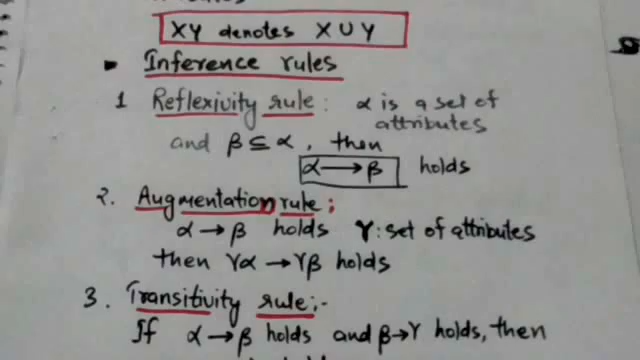 XY denotes X ∪ Y
▪ Inference rules
1 Reflexivity rule: α is a set of
attributes
and β ⊆ α, then
α → β holds
2. Augmentation rule;
α → β holds γ: set of attributes
then γα → γβ holds
3. Transitivity rule:-
If α → β holds and β → γ holds, then